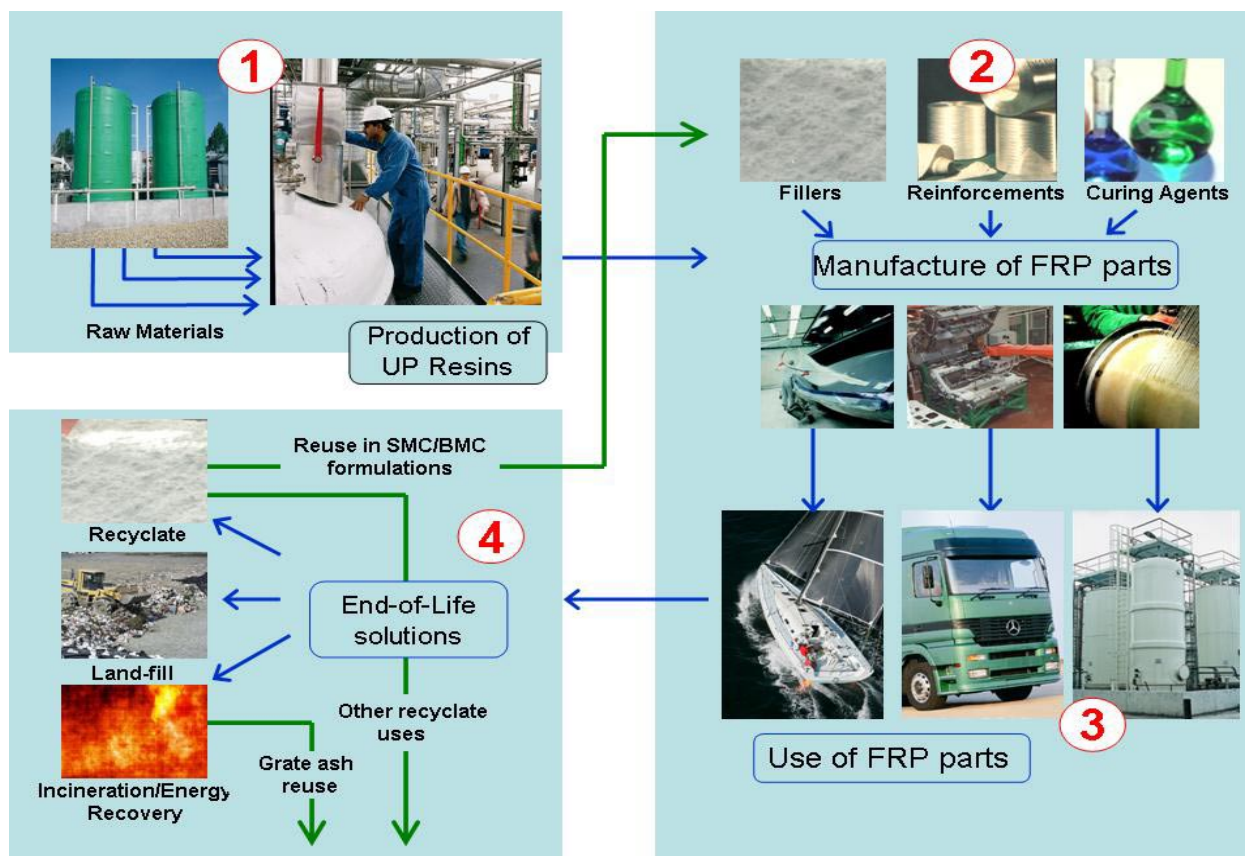 1
Raw Materials
Production of
UP Resins
2
Fillers
Reinforcements
Curing Agents
Manufacture of FRP parts
3
Use of FRP parts
4
Reuse in SMC/BMC
formulations
Recyclate
End-of-Life
solutions
Land-fill
Other recyclate
uses
Grate ash
reuse
Incineration/Energy
Recovery